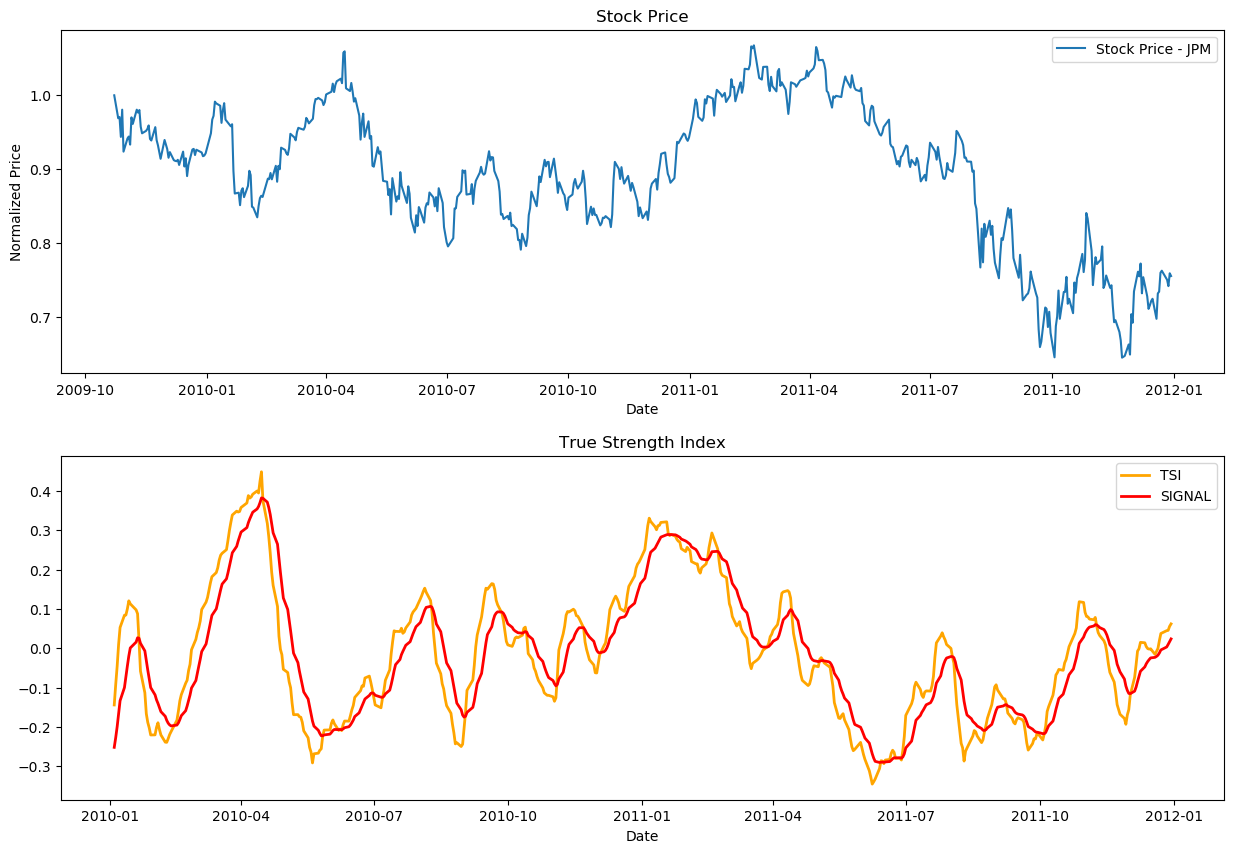 Stock Price
Stock Price - JPM
Normalized Price
1.0
0.9
0.8
0.7
2009-10 2010-01 2010-04 2010-07 2010-10 2011-01 2011-04 2011-07 2011-10 2012-01
Date
True Strength Index
TSI
SIGNAL
0.4
0.3
0.2
0.1
0.0
−0.1
−0.2
−0.3
2010-01 2010-04 2010-07 2010-10 2011-01 2011-04 2011-07 2011-10 2012-01
Date